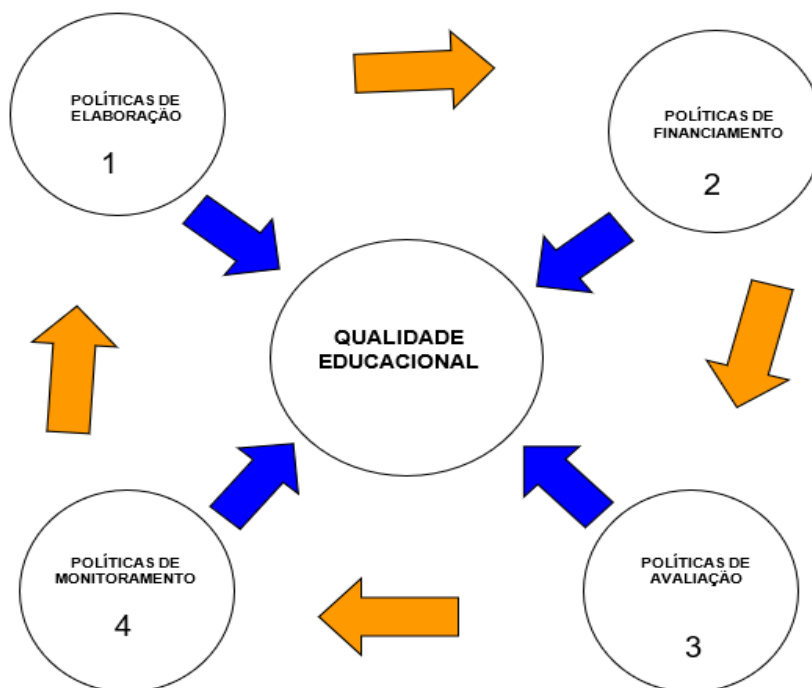 POLÍTICAS DE
ELABORAÇÃO
1
POLÍTICAS DE
FINANCIAMENTO
2
QUALIDADE
EDUCACIONAL
POLÍTICAS DE
MONITORAMENTO
4
POLÍTICAS DE
AVALIAÇÃO
3